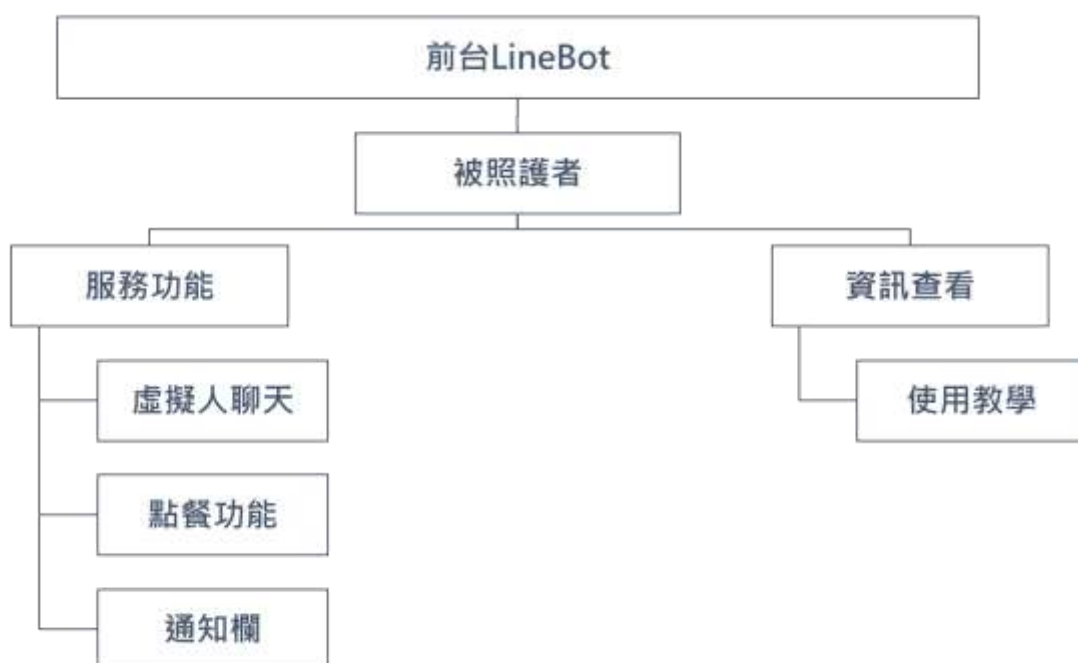 前台LineBot
被照護者
服務功能
資訊查看
虛擬人聊天
使用教學
點餐功能
通知欄